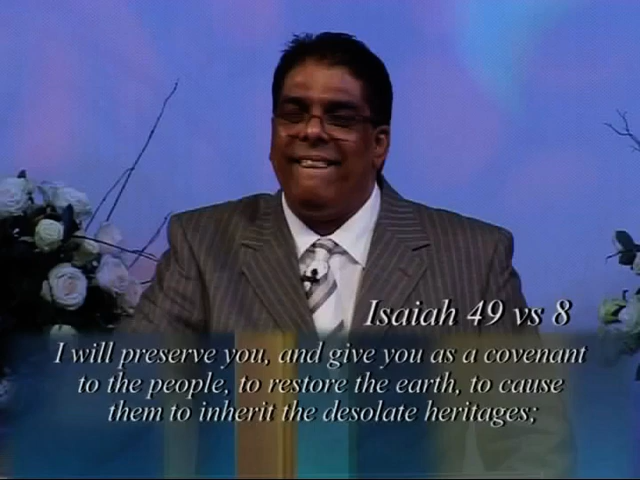 Isaiah 49 vs 8
I will preserve you, and give you as a covenant
to the people, to restore the earth, to cause
them to inherit the desolate heritages;